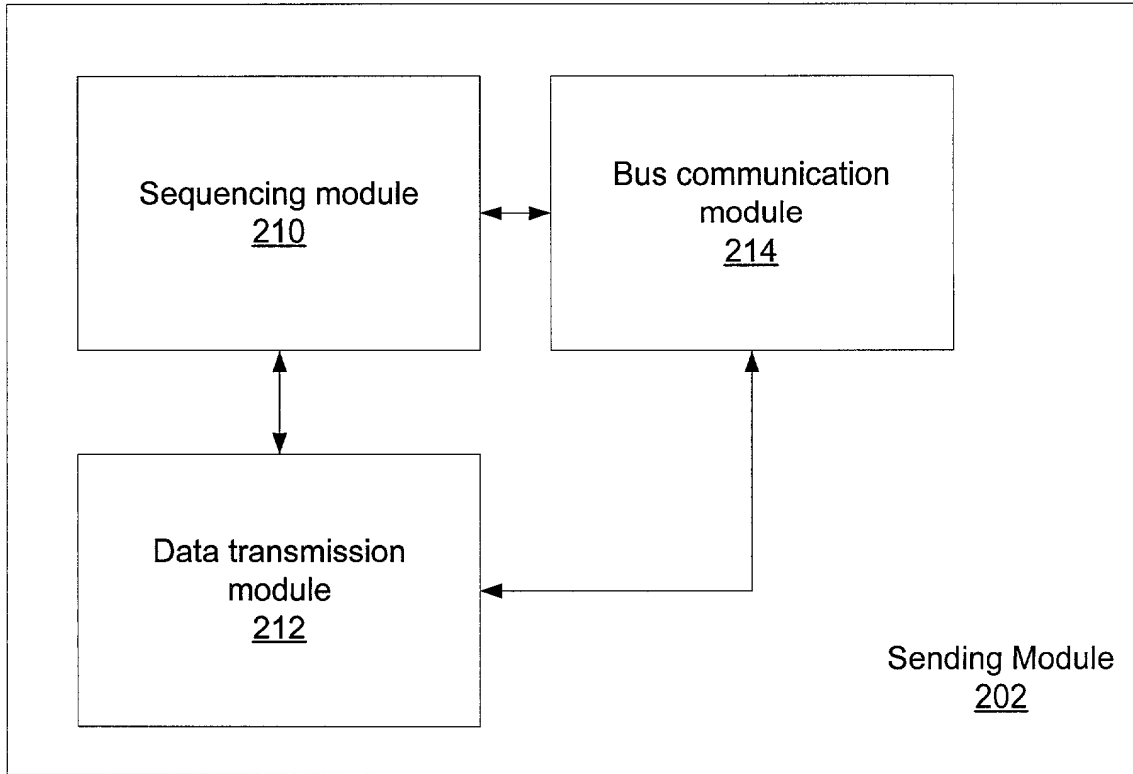 Sequencing module
210
Bus communication
module
214
Data transmission
module
212
Sending Module
202